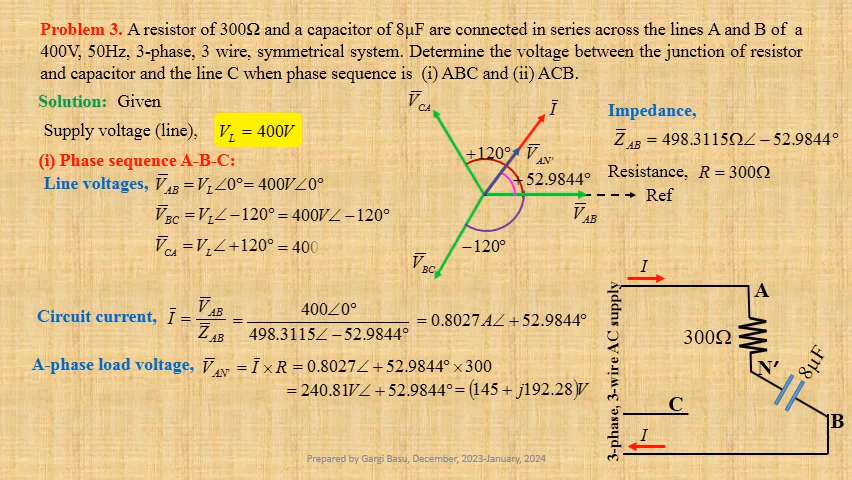 Problem 3. A resistor of 300Ω and a capacitor of 8μF are connected in series across the lines A and B of a
400V, 50Hz, 3-phase, 3 wire, symmetrical system. Determine the voltage between the junction of resistor
and capacitor and the line C when phase sequence is (i) ABC and (ii) ACB.
Solution: Given
Supply voltage (line), V_L = 400V
(i) Phase sequence A-B-C:
Line voltages, V̅_AB = V_L∠0° = 400V∠0°
V̅_BC = V_L∠−120° = 400V∠−120°
V̅_CA = V_L∠+120° = 400
V̅_CA
I̅
+120°
V̅_AN'
+52.9844°
Ref
V̅_AB
−120°
V̅_BC
Impedance,
Z̅_AB = 498.3115Ω∠−52.9844°
Resistance, R = 300Ω
Circuit current, I̅ = V̅_AB / Z̅_AB = 400∠0° / 498.3115∠−52.9844° = 0.8027A∠+52.9844°
A-phase load voltage, V̅_AN' = I̅ × R = 0.8027∠+52.9844° × 300
= 240.81V∠+52.9844° = (145 + j192.28)V
3-phase, 3-wire AC supply
I
A
300Ω
N′
8μF
C
B
I
Prepared by Gargi Basu, December, 2023-January, 2024